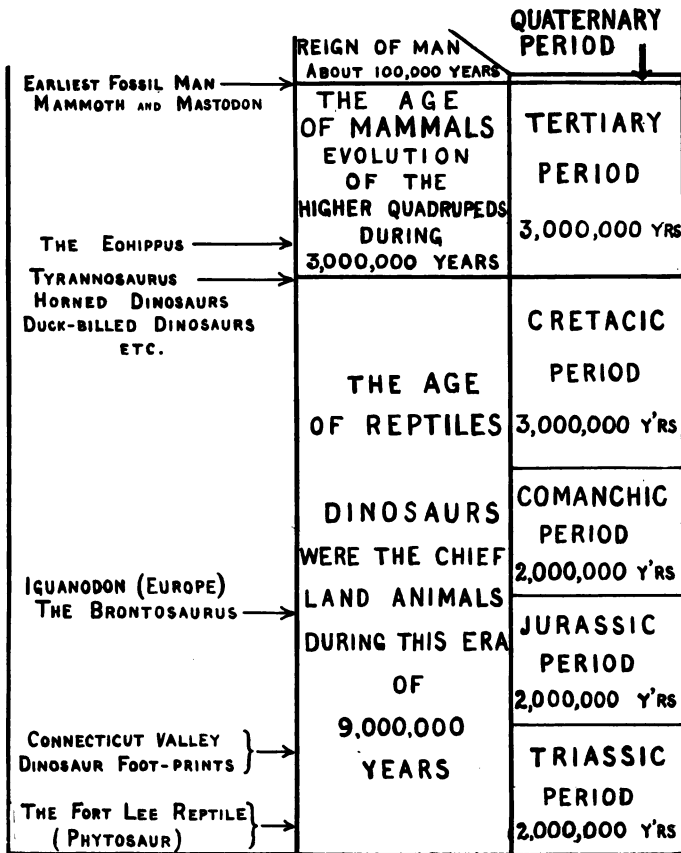 EARLIEST FOSSIL MAN
MAMMOTH AND MASTODON
THE EOHIPPUS
TYRANNOSAURUS
HORNED DINOSAURS
DUCK-BILLED DINOSAURS
ETC.
IGUANODON (EUROPE)
THE BRONTOSAURUS
CONNECTICUT VALLEY
DINOSAUR FOOT-PRINTS
THE FORT LEE REPTILE
(PHYTOSAUR)
REIGN OF MAN
ABOUT 100,000 YEARS
THE AGE
OF MAMMALS
EVOLUTION
OF THE
HIGHER QUADRUPEDS
DURING
3,000,000 YEARS
THE AGE
OF REPTILES
DINOSAURS
WERE THE CHIEF
LAND ANIMALS
DURING THIS ERA
OF
9,000,000
YEARS
QUATERNARY
PERIOD
TERTIARY
PERIOD
3,000,000 YRS
CRETACIC
PERIOD
3,000,000 Y'RS
COMANCHIC
PERIOD
2,000,000 Y'RS
JURASSIC
PERIOD
2,000,000 Y'RS
TRIASSIC
PERIOD
2,000,000 Y'RS